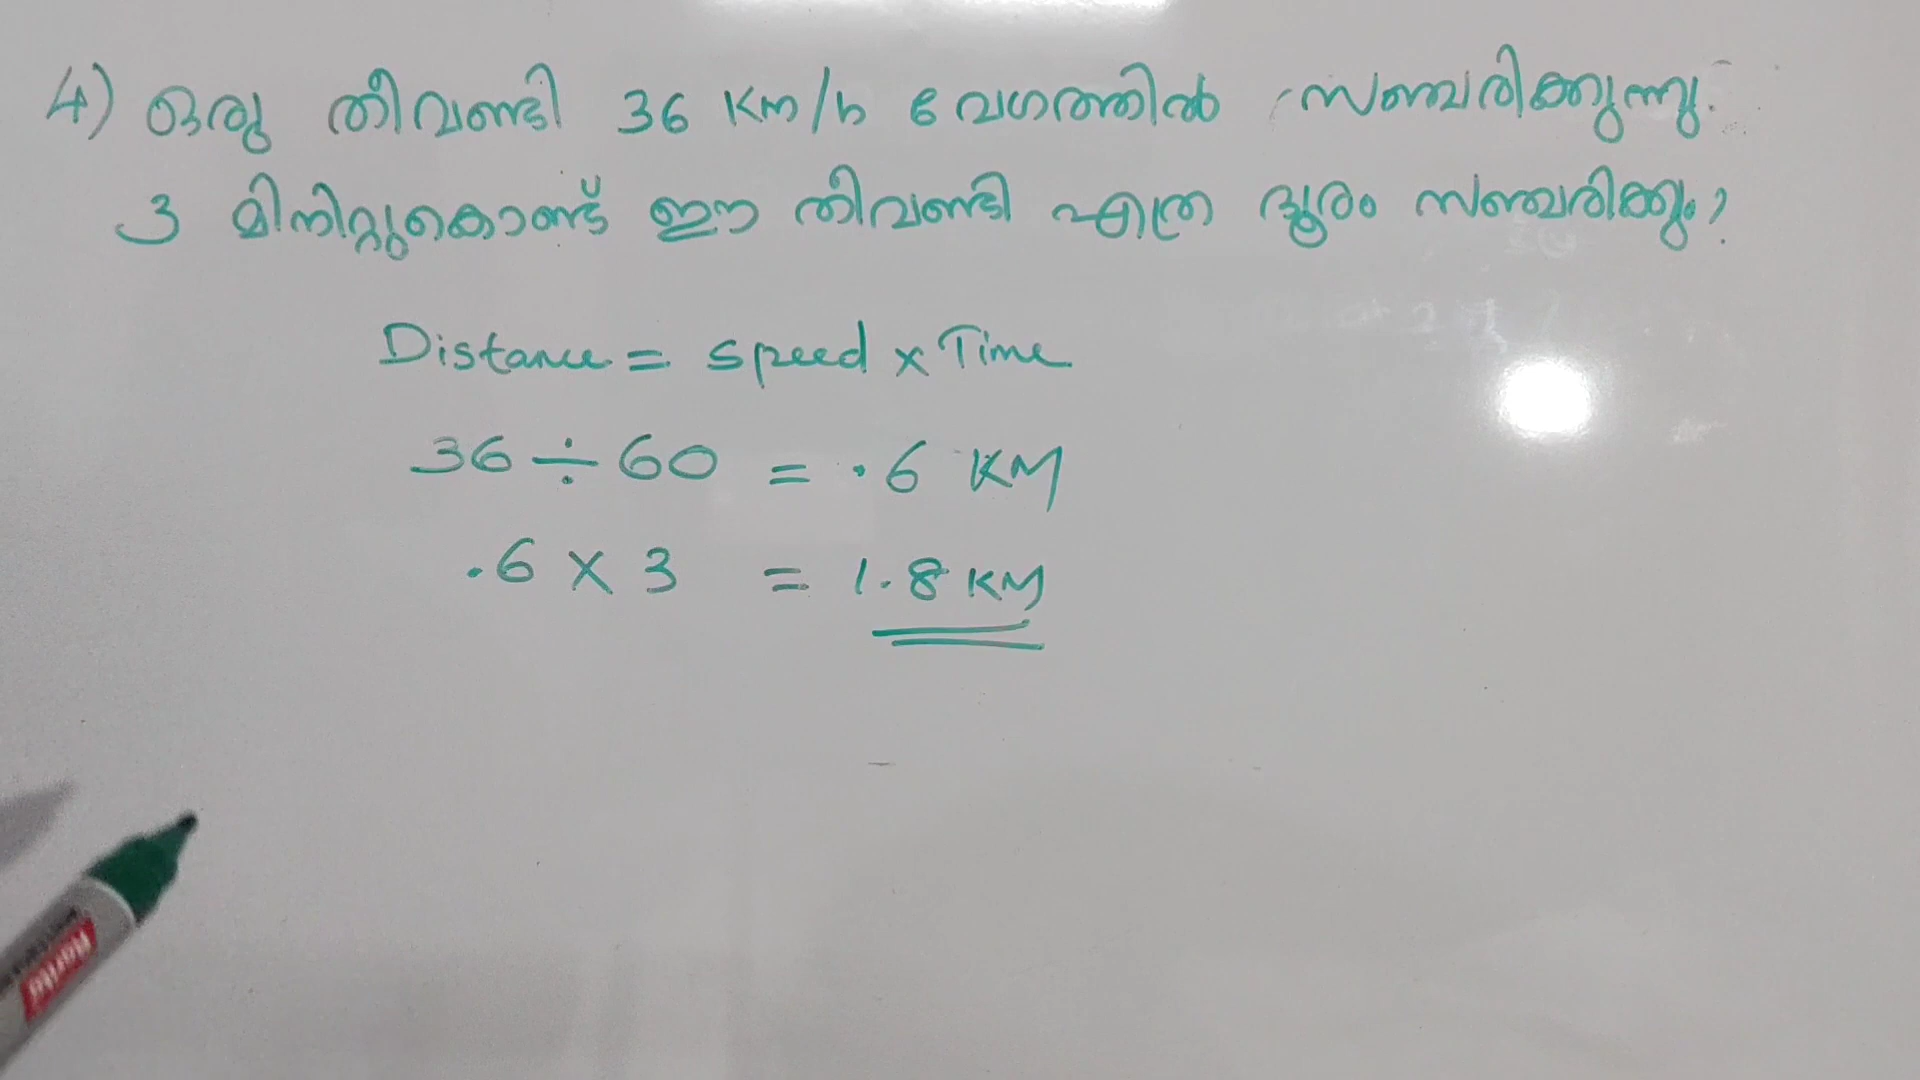 4) ഒരു തീവണ്ടി 36 Km/h വേഗത്തിൽ സഞ്ചരിക്കുന്നു.
3 മിനിറ്റുകൊണ്ട് ഈ തീവണ്ടി എത്ര ദൂരം സഞ്ചരിക്കും?
Distance = speed x Time
36 ÷ 60 = .6 KM
.6 x 3 = 1.8 KM